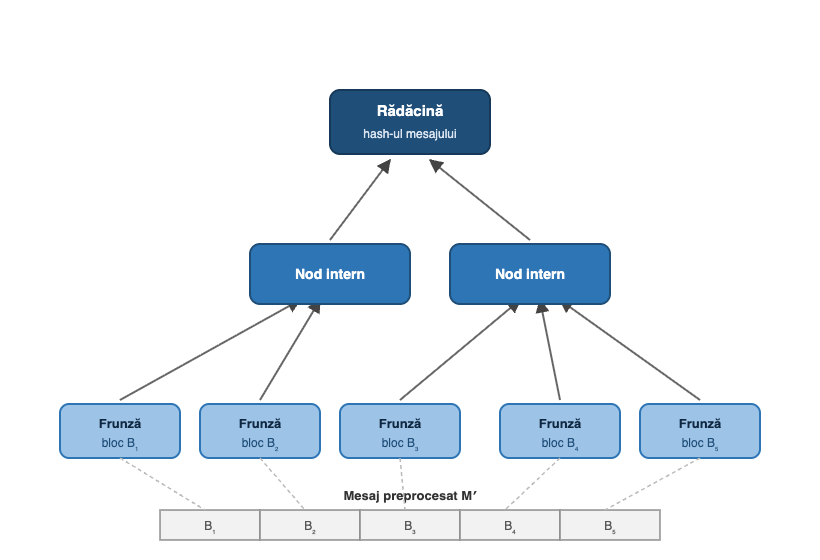 Rădăcină
hash-ul mesajului
Nod intern
Nod intern
Frunză
bloc B₁
Frunză
bloc B₂
Frunză
bloc B₃
Frunză
bloc B₄
Frunză
bloc B₅
Mesaj preprocesat M′
B₁ B₂ B₃ B₄ B₅